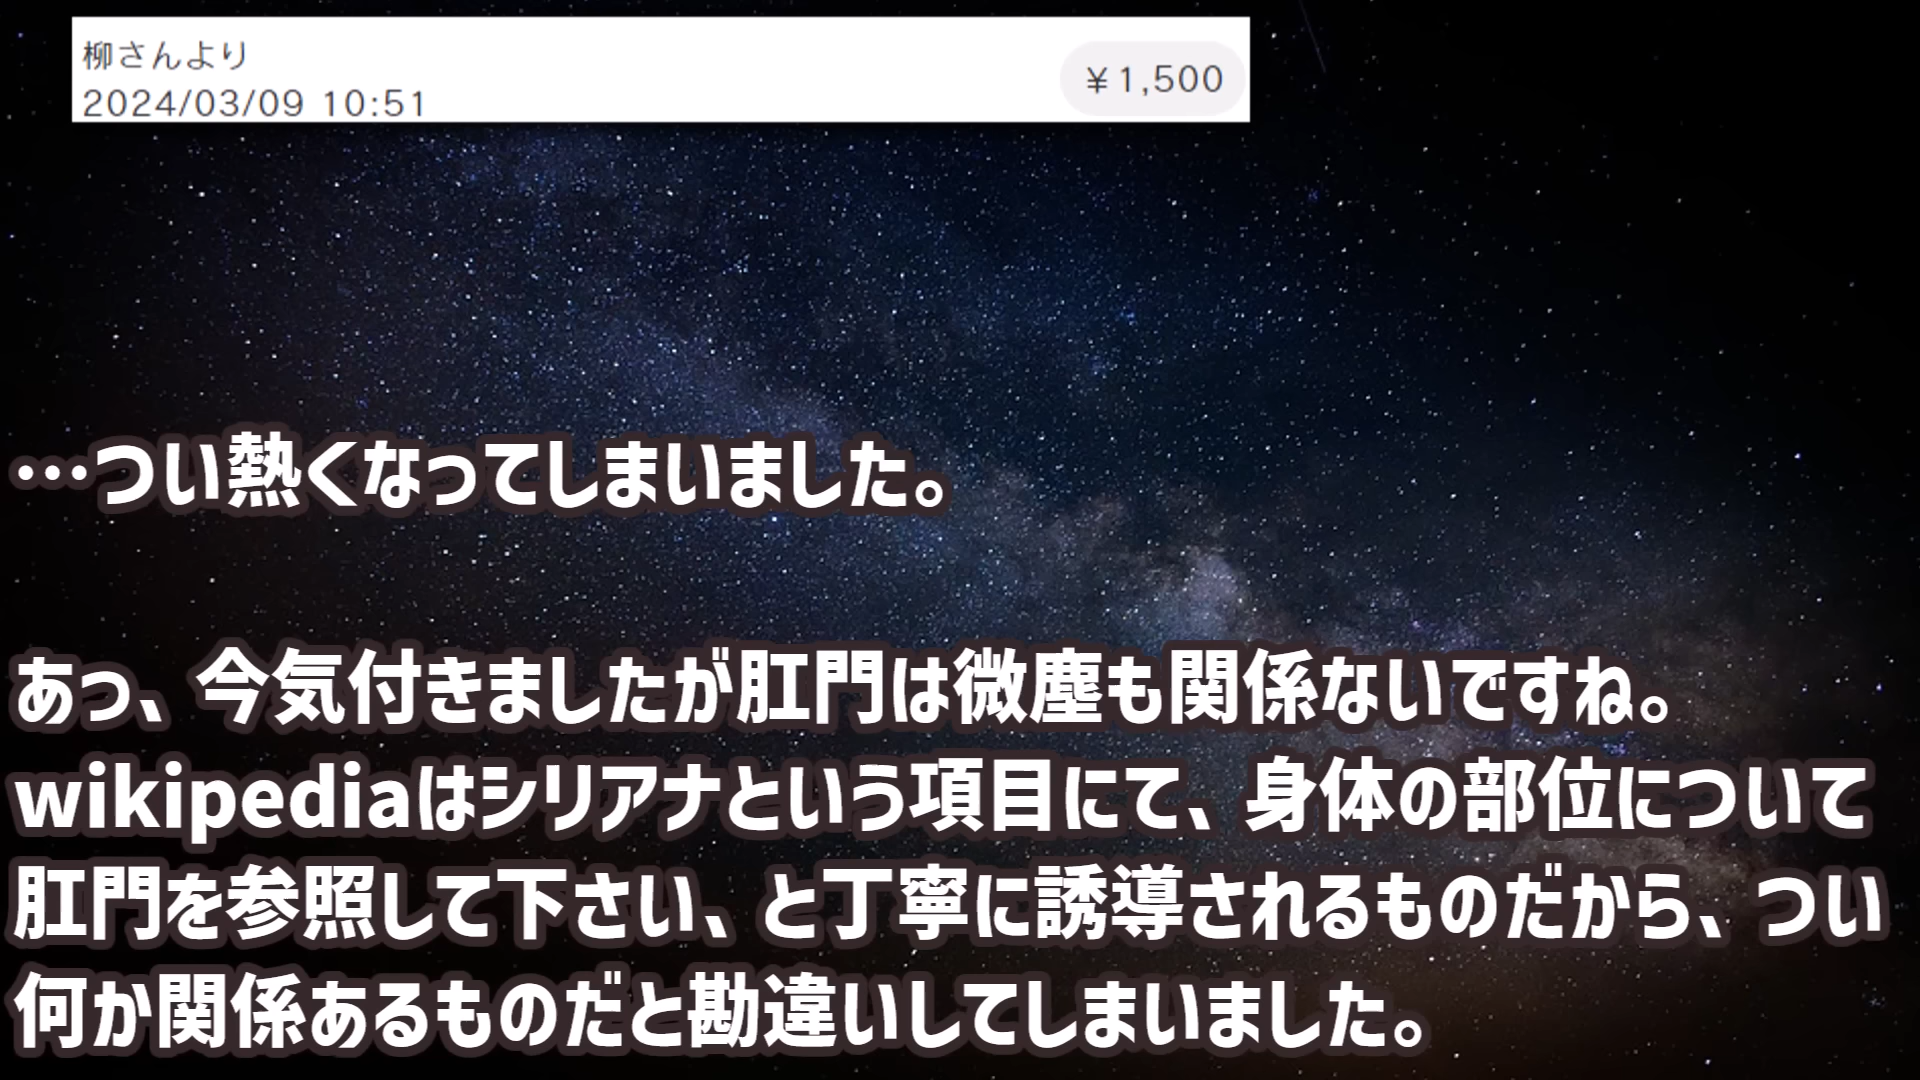 柳さんより
2024/03/09 10:51
￥1,500
…つい熱くなってしまいました。
あっ、今気付きましたが肛門は微塵も関係ないですね。
wikipediaはシリアナという項目にて、身体の部位について
肛門を参照して下さい、と丁寧に誘導されるものだから、つい
何か関係あるものだと勘違いしてしまいました。